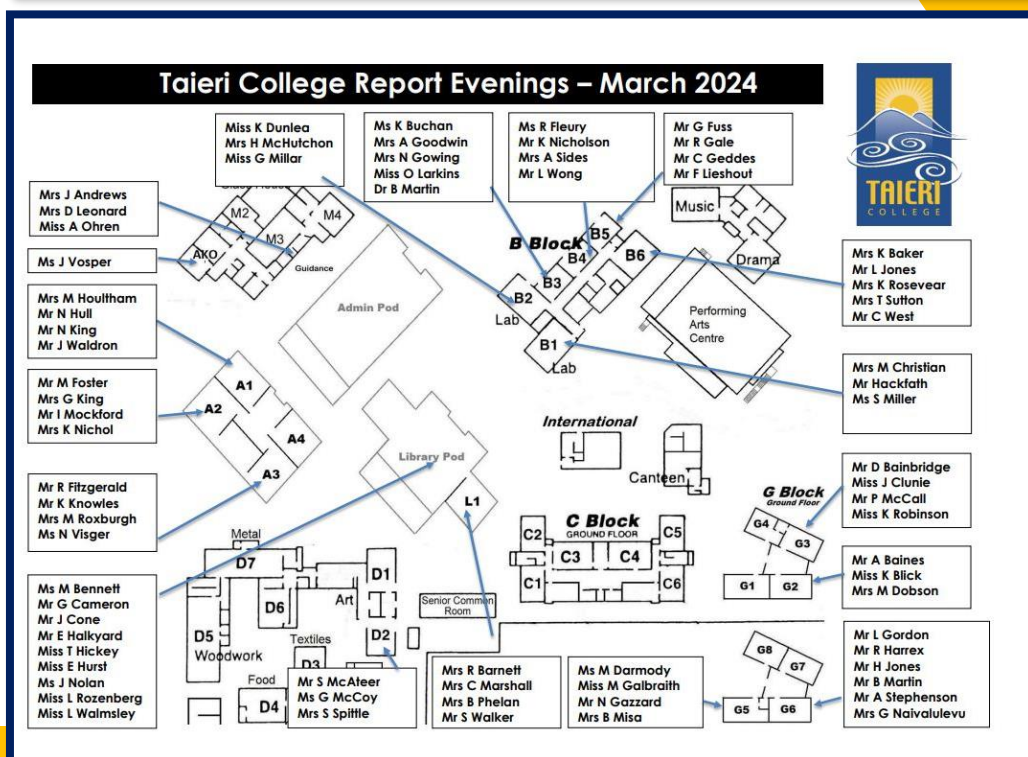 Taieri College Report Evenings – March 2024
TAIERI
COLLEGE
Miss K Dunlea
Mrs H McHutchon
Miss G Millar
Ms K Buchan
Mrs A Goodwin
Mrs N Gowing
Miss O Larkins
Dr B Martin
Ms R Fleury
Mr K Nicholson
Mrs A Sides
Mr L Wong
Mr G Fuss
Mr R Gale
Mr C Geddes
Mr F Lieshout
Mrs J Andrews
Mrs D Leonard
Miss A Ohren
Ms J Vosper
Mrs M Houltham
Mr N Hull
Mr N King
Mr J Waldron
Mr M Foster
Mrs G King
Mr I Mockford
Mrs K Nichol
Mr R Fitzgerald
Mr K Knowles
Mrs M Roxburgh
Ms N Visger
Ms M Bennett
Mr G Cameron
Mr J Cone
Mr E Halkyard
Miss T Hickey
Miss E Hurst
Ms J Nolan
Miss L Rozenberg
Miss L Walmsley
M2
M3
M4
AKO
Guidance
Admin Pod
A1
A2
A4
A3
Library Pod
L1
B Block
B5
B4
B6
B3
B2
Lab
B1
Lab
Music
Drama
Performing
Arts
Centre
International
Canteen
C Block
GROUND FLOOR
C2
C3
C4
C5
C1
C6
G Block
Ground Floor
G4
G3
G1
G2
G8
G7
G5
G6
Metal
D7
D1
D6
Art
D5
Woodwork
Textiles
D3
D2
Food
D4
Senior Common
Room
Mrs K Baker
Mr L Jones
Mrs K Rosevear
Mrs T Sutton
Mr C West
Mrs M Christian
Mr Hackfath
Ms S Miller
Mr D Bainbridge
Miss J Clunie
Mr P McCall
Miss K Robinson
Mr A Baines
Miss K Blick
Mrs M Dobson
Mr L Gordon
Mr R Harrex
Mr H Jones
Mr B Martin
Mr A Stephenson
Mrs G Naivalulevu
Mr S McAteer
Ms G McCoy
Mrs S Spittle
Mrs R Barnett
Mrs C Marshall
Mrs B Phelan
Mr S Walker
Ms M Darmody
Miss M Galbraith
Mr N Gazzard
Mrs B Misa